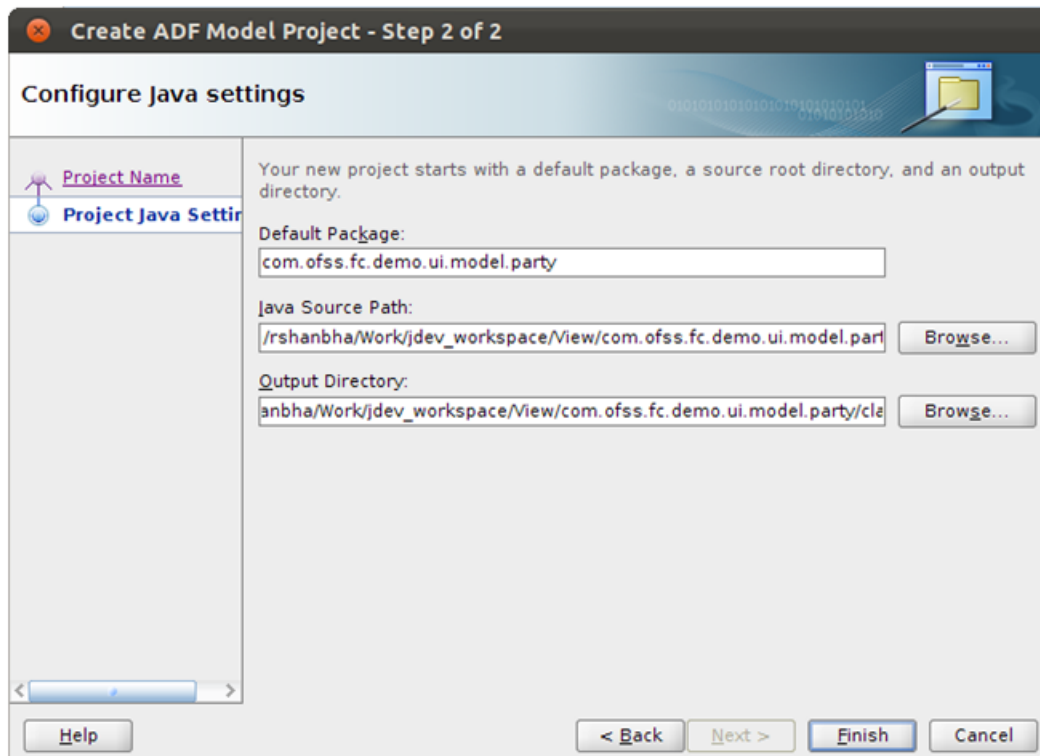 Create ADF Model Project - Step 2 of 2
Configure Java settings
0101010101010101010101010101
01010101010
Project Name
Project Java Settin
Your new project starts with a default package, a source root directory, and an output
directory.
Default Package:
com.ofss.fc.demo.ui.model.party
Java Source Path:
/rshanbha/Work/jdev_workspace/View/com.ofss.fc.demo.ui.model.part
Browse...
Output Directory:
anbha/Work/jdev_workspace/View/com.ofss.fc.demo.ui.model.party/cla
Browse...
Help
< Back
Next >
Finish
Cancel